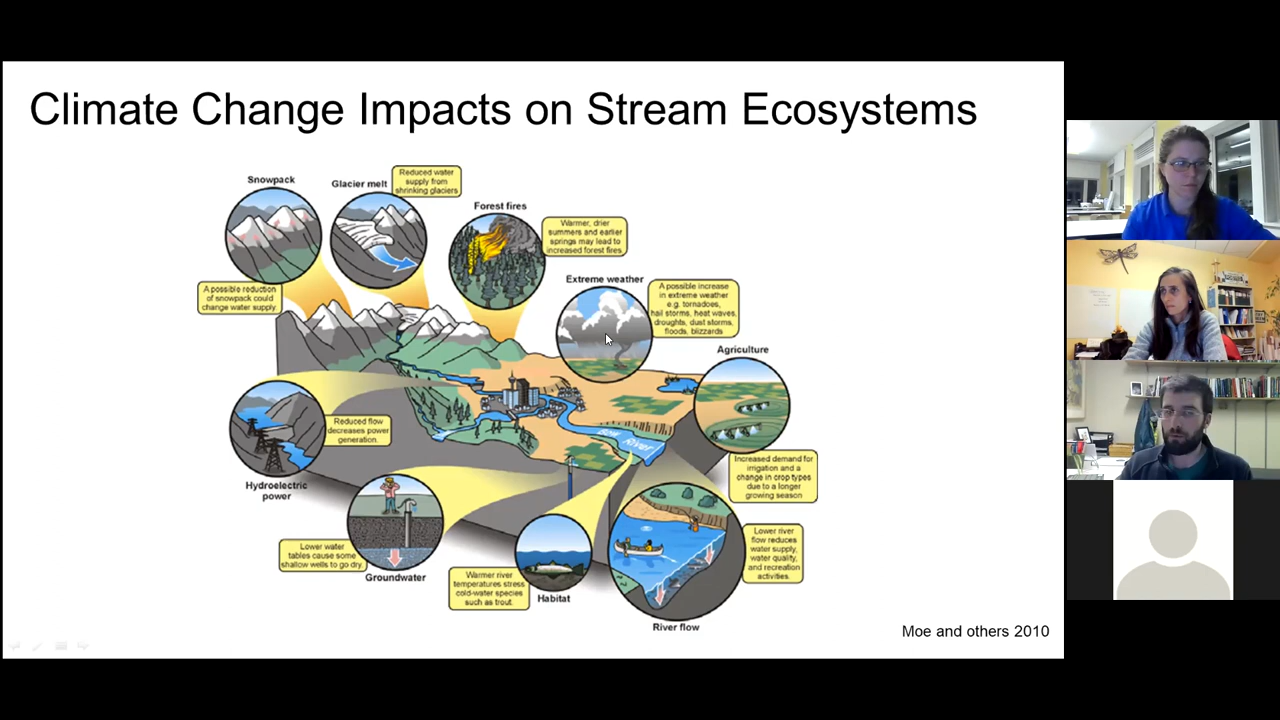 Climate Change Impacts on Stream Ecosystems
Snowpack
A possible reduction
of snowpack could
change water supply.
Glacier melt
Reduced water
supply from
shrinking glaciers
Forest fires
Warmer, drier
summers and earlier
springs may lead to
increased forest fires.
Extreme weather
A possible increase
in extreme weather
e.g. tornadoes,
hail storms, heat waves,
droughts, dust storms,
floods, blizzards
Agriculture
Increased demand for
irrigation and a
change in crop types
due to a longer
growing season
Bow River
Hydroelectric
power
Reduced flow
decreases power
generation.
Groundwater
Lower water
tables cause some
shallow wells to go dry.
Habitat
Warmer river
temperatures stress
cold-water species
such as trout.
River flow
Lower river
flow reduces
water supply,
water quality,
and recreation
activities.
Moe and others 2010